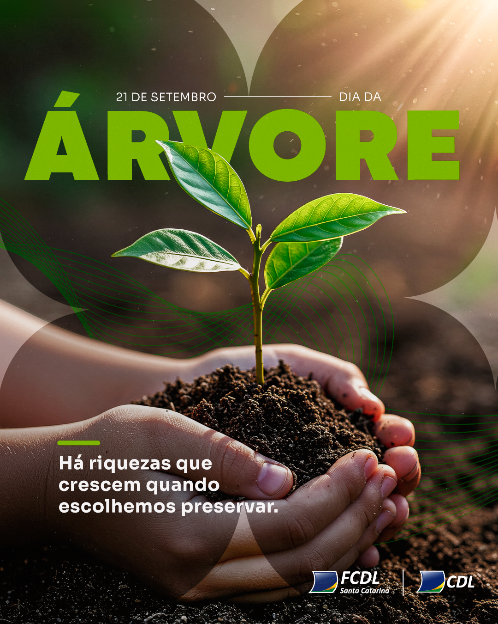 21 DE SETEMBRO DIA DA
ÁRVORE
Há riquezas que
crescem quando
escolhemos preservar.
FCDL CDL
Santa Catarina